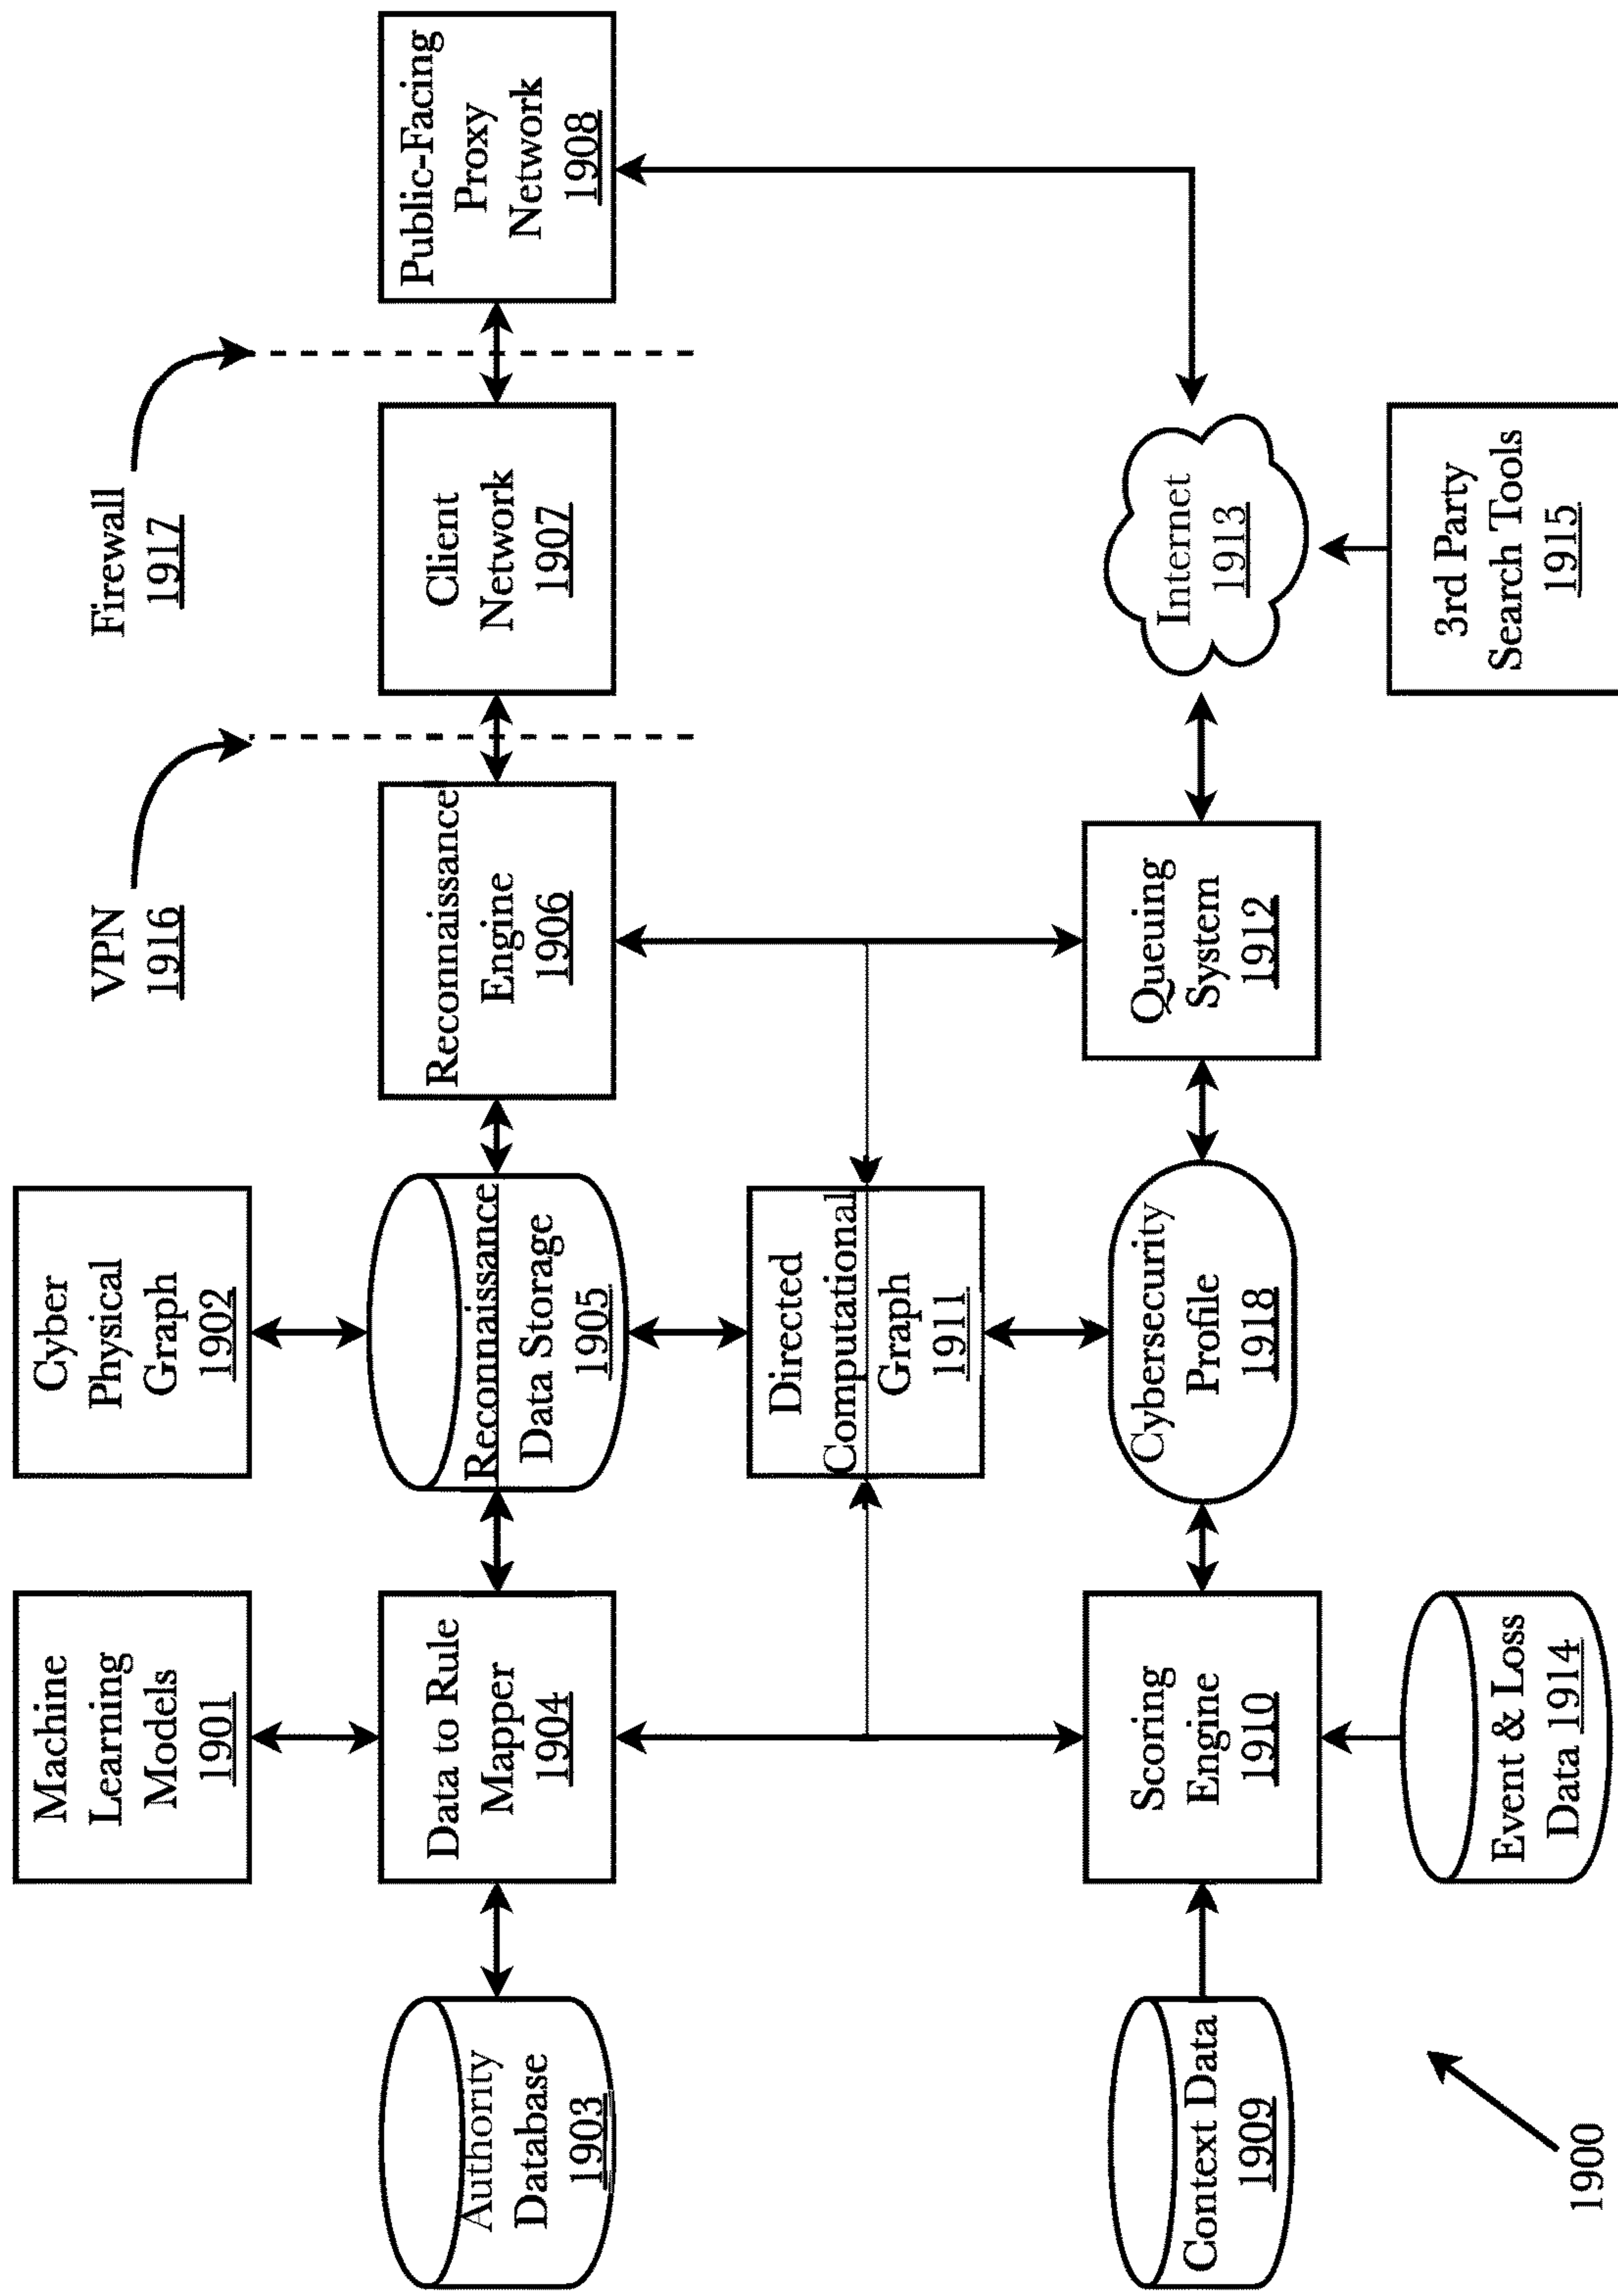 Machine
Learning
Models
1901
Cyber
Physical
Graph
1902
VPN
1916
Firewall
1917
Authority
Database
1903
Data to Rule
Mapper
1904
Reconnaissance
Data Storage
1905
Reconnaissance
Engine
1906
Client
Network
1907
Public-Facing
Proxy
Network
1908
Directed
Computational
Graph
1911
Context Data
1909
Scoring
Engine
1910
Cybersecurity
Profile
1918
Queuing
System
1912
Internet
1913
Event & Loss
Data 1914
3rd Party
Search Tools
1915
1900